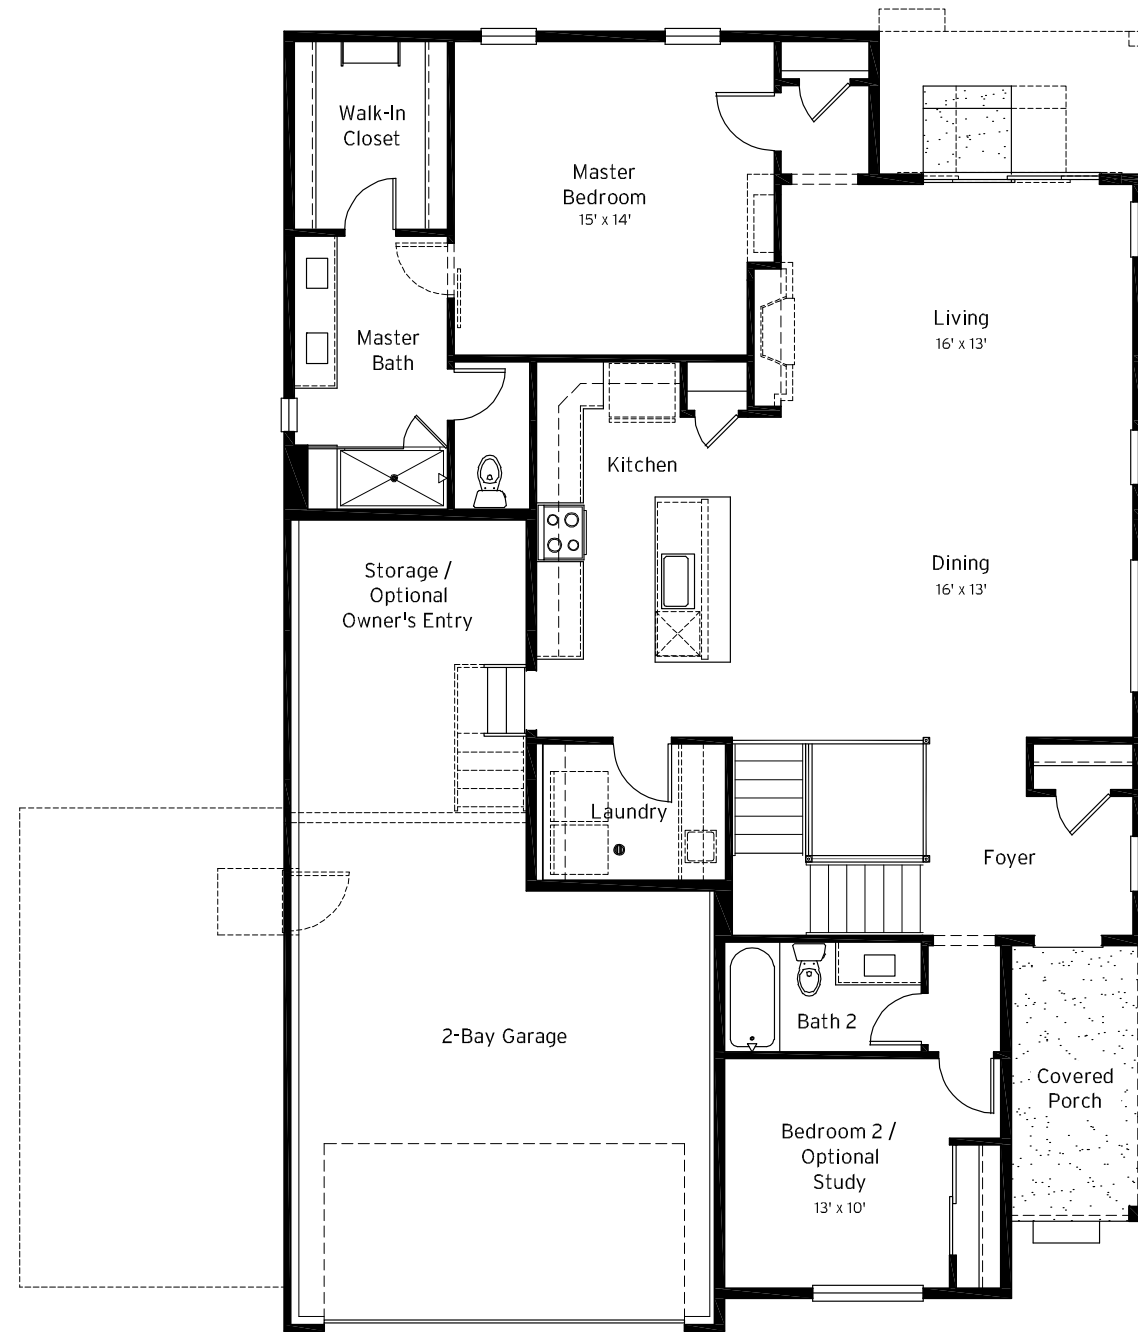 Walk-In
Closet
Master
Bedroom
15' x 14'
Master
Bath
Living
16' x 13'
Kitchen
Dining
16' x 13'
Storage /
Optional
Owner's Entry
Laundry
Foyer
2-Bay Garage
Bath 2
Covered
Porch
Bedroom 2 /
Optional
Study
13' x 10'